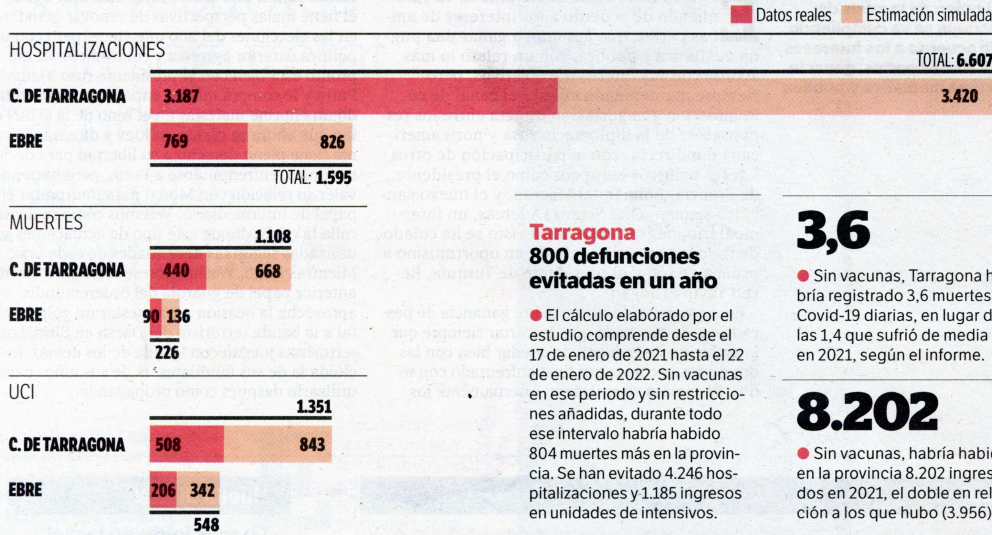 Datos reales Estimación simulada
HOSPITALIZACIONES
TOTAL: 6.607
C. DE TARRAGONA 3.187 3.420
EBRE 769 826
TOTAL: 1.595
MUERTES
1.108
C. DE TARRAGONA 440 668
EBRE 90 136
226
UCI
1.351
C. DE TARRAGONA 508 843
EBRE 206 342
548
Tarragona
800 defunciones
evitadas en un año
● El cálculo elaborado por el
estudio comprende desde el
17 de enero de 2021 hasta el 22
de enero de 2022. Sin vacunas
en ese periodo y sin restriccio-
nes añadidas, durante todo
ese intervalo habría habido
804 muertes más en la provin-
cia. Se han evitado 4.246 hos-
pitalizaciones y 1.185 ingresos
en unidades de intensivos.
3,6
● Sin vacunas, Tarragona h
bría registrado 3,6 muertes
Covid-19 diarias, en lugar d
las 1,4 que sufrió de media
en 2021, según el informe.
8.202
● Sin vacunas, habría habid
en la provincia 8.202 ingres
dos en 2021, el doble en rel
ción a los que hubo (3.956)